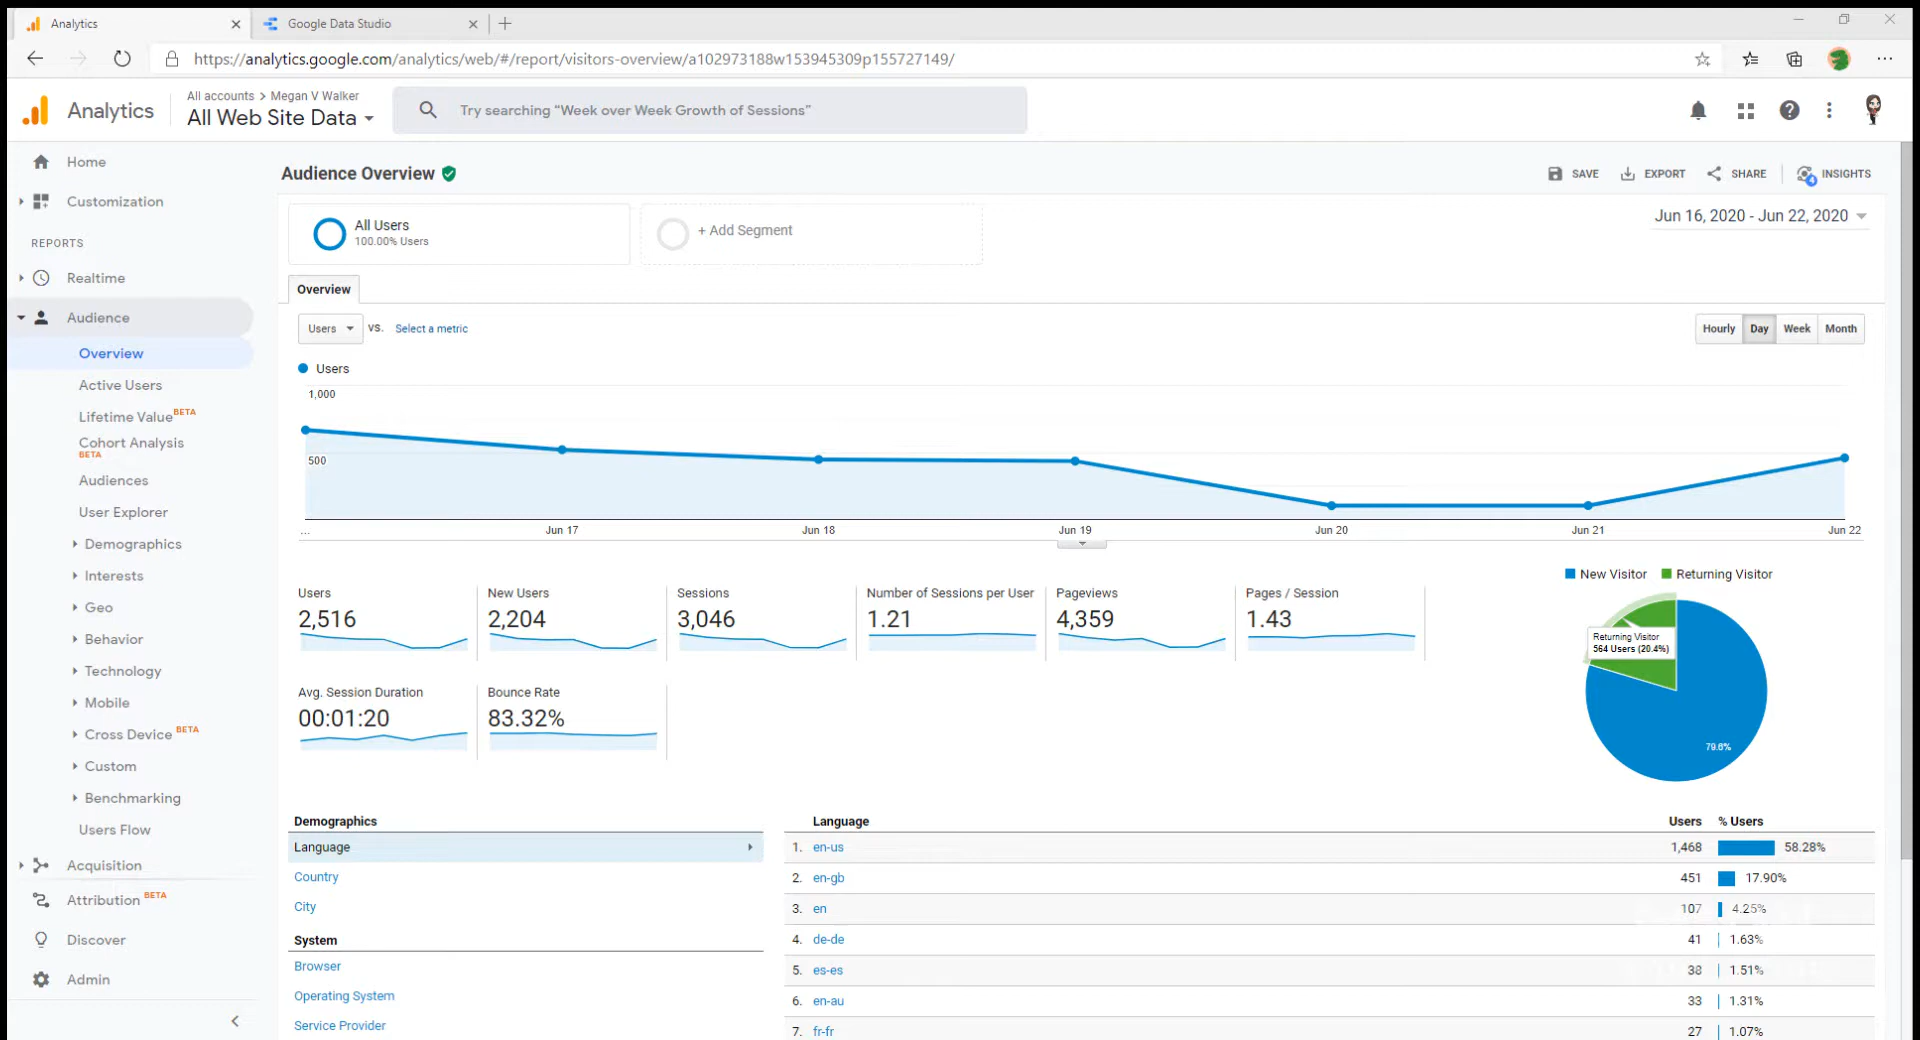 Analytics
Google Data Studio
https://analytics.google.com/analytics/web/#/report/visitors-overview/a102973188w153945309p155727149/
Analytics
All accounts > Megan V Walker
All Web Site Data
Try searching “Week over Week Growth of Sessions”
Home
Customization
REPORTS
Realtime
Audience
Overview
Active Users
Lifetime Value BETA
Cohort Analysis
BETA
Audiences
User Explorer
Demographics
Interests
Geo
Behavior
Technology
Mobile
Cross Device BETA
Custom
Benchmarking
Users Flow
Acquisition
Attribution BETA
Discover
Admin
Audience Overview
SAVE
EXPORT
SHARE
4
INSIGHTS
All Users
100.00% Users
+ Add Segment
Jun 16, 2020 - Jun 22, 2020
Overview
Users VS. Select a metric
Hourly Day Week Month
Users
1,000
500
... Jun 17 Jun 18 Jun 19 Jun 20 Jun 21 Jun 22
Users
2,516
New Users
2,204
Sessions
3,046
Number of Sessions per User
1.21
Pageviews
4,359
Pages / Session
1.43
Avg. Session Duration
00:01:20
Bounce Rate
83.32%
New Visitor Returning Visitor
Returning Visitor
564 Users (20.4%)
79.6%
Demographics
Language
Country
City
System
Browser
Operating System
Service Provider
Language Users % Users
1. en-us 1,468 58.28%
2. en-gb 451 17.90%
3. en 107 4.25%
4. de-de 41 1.63%
5. es-es 38 1.51%
6. en-au 33 1.31%
7. fr-fr 27 1.07%